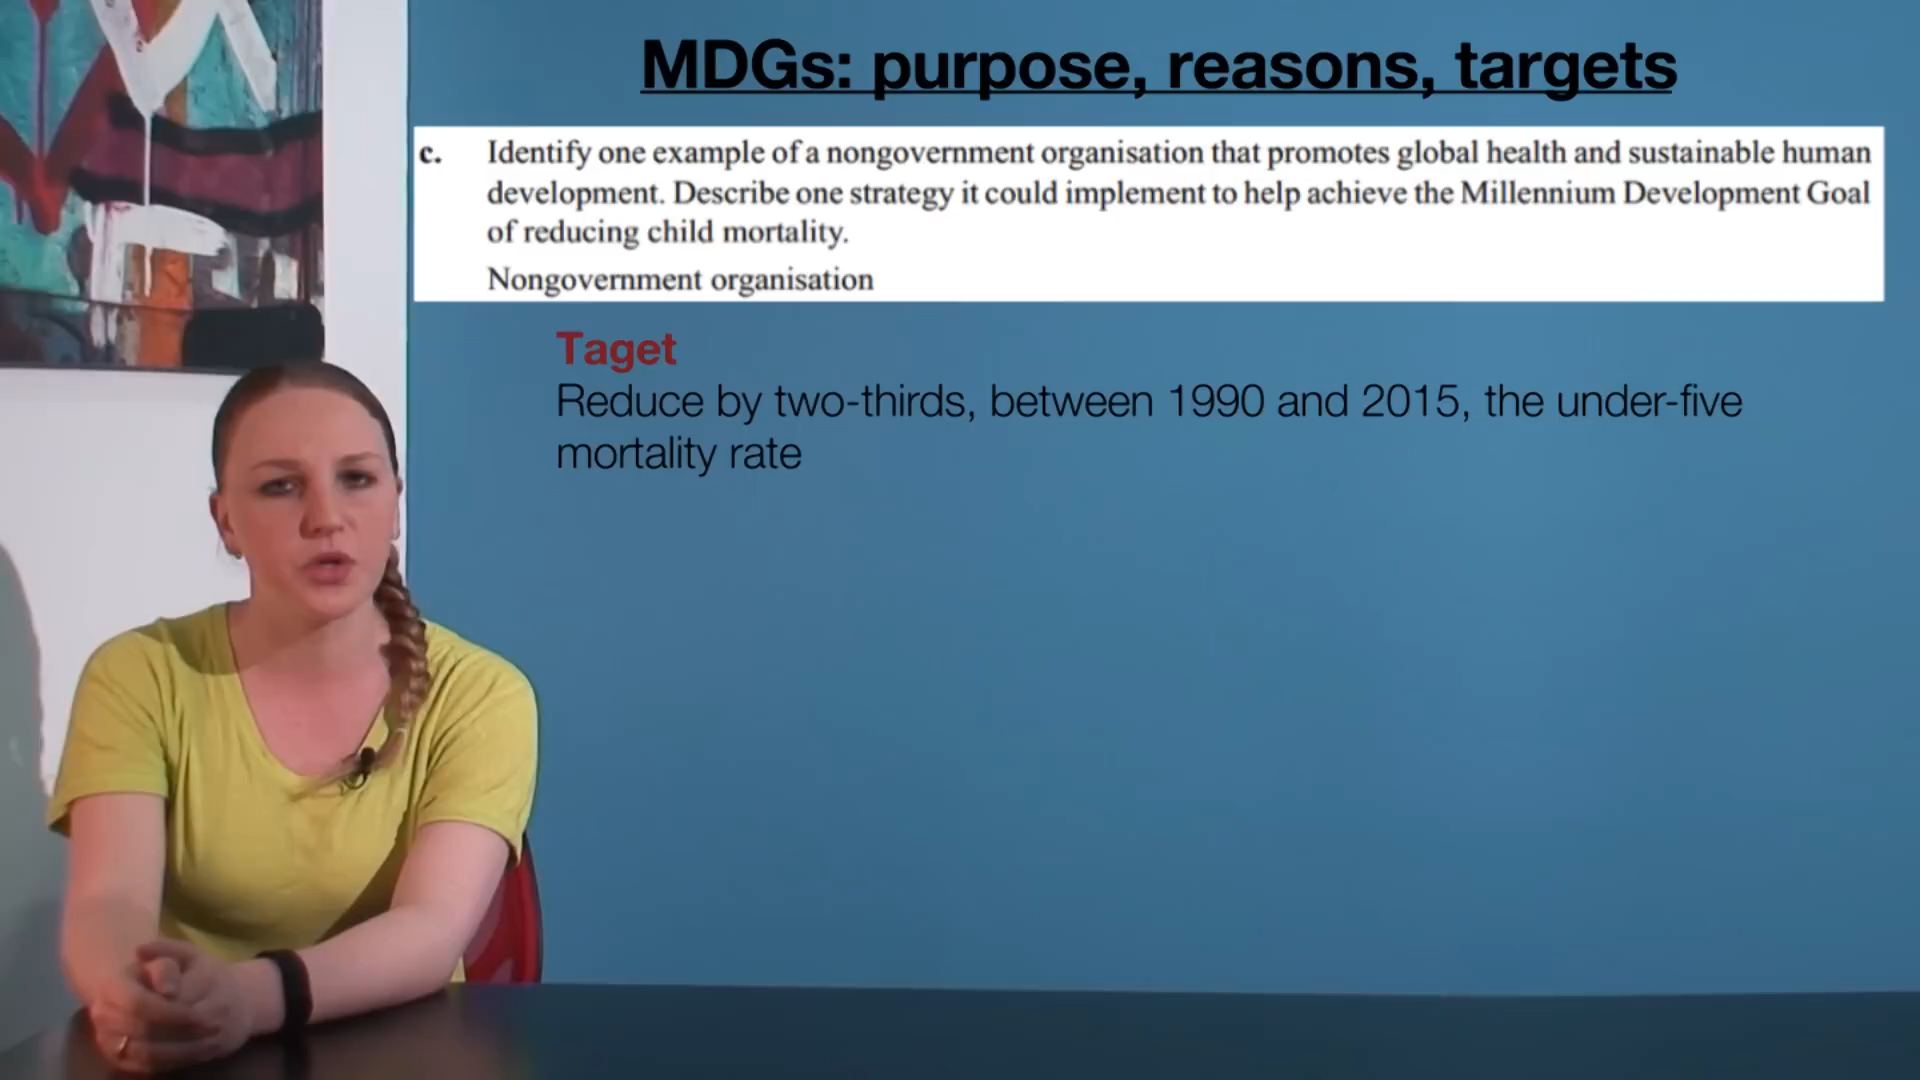 MDGs: purpose, reasons, targets
c. Identify one example of a nongovernment organisation that promotes global health and sustainable human
development. Describe one strategy it could implement to help achieve the Millennium Development Goal
of reducing child mortality.
Nongovernment organisation
Taget
Reduce by two-thirds, between 1990 and 2015, the under-five
mortality rate